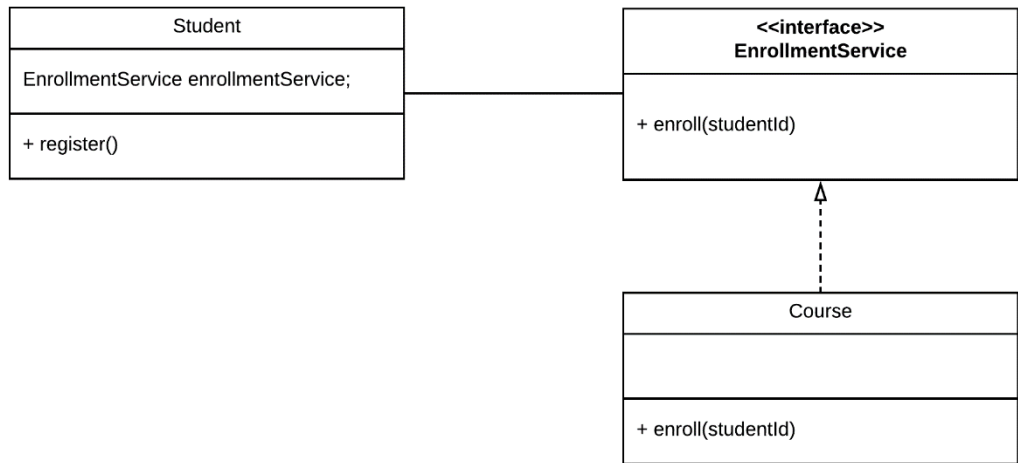 Student
EnrollmentService enrollmentService;
+ register()
<<interface>>
EnrollmentService
+ enroll(studentId)
Course
+ enroll(studentId)